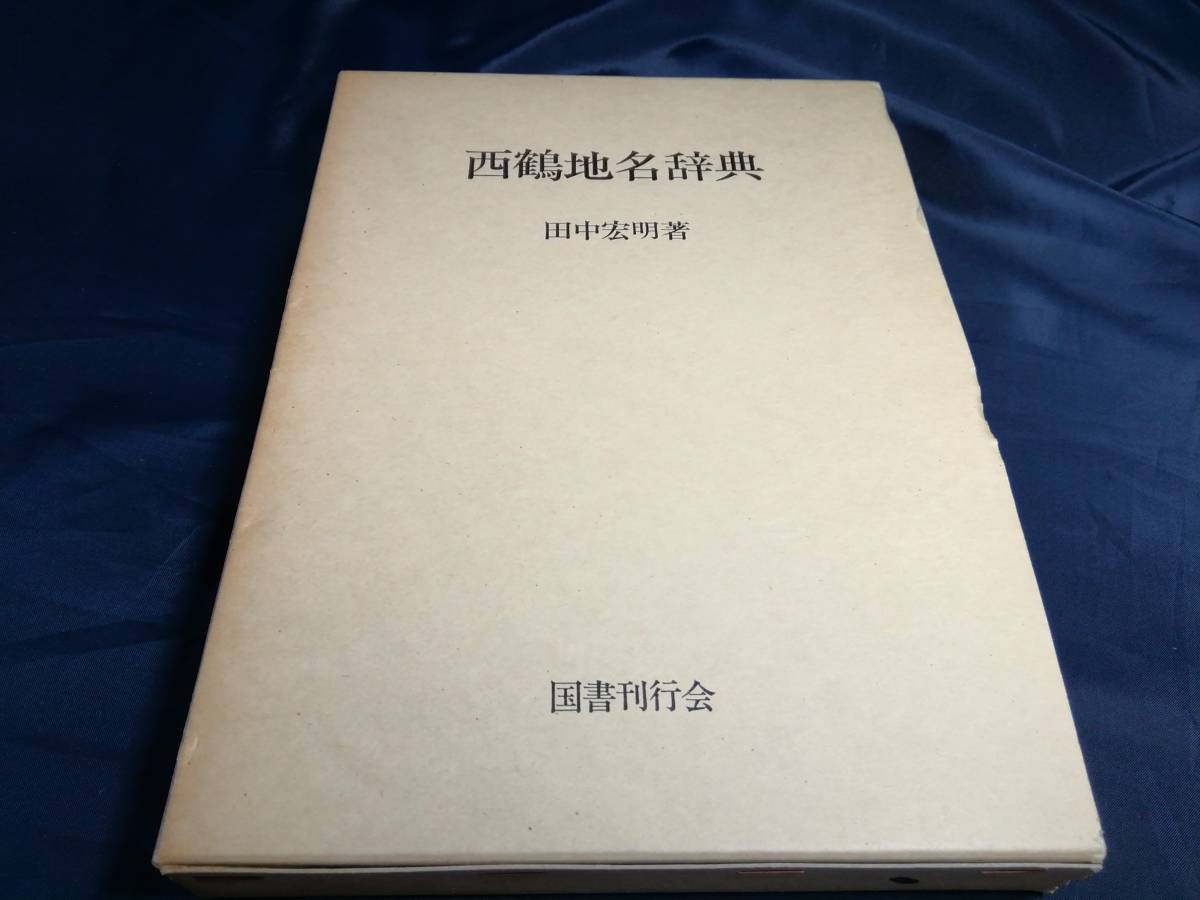 西鶴地名辞典
田中宏明著
国書刊行会